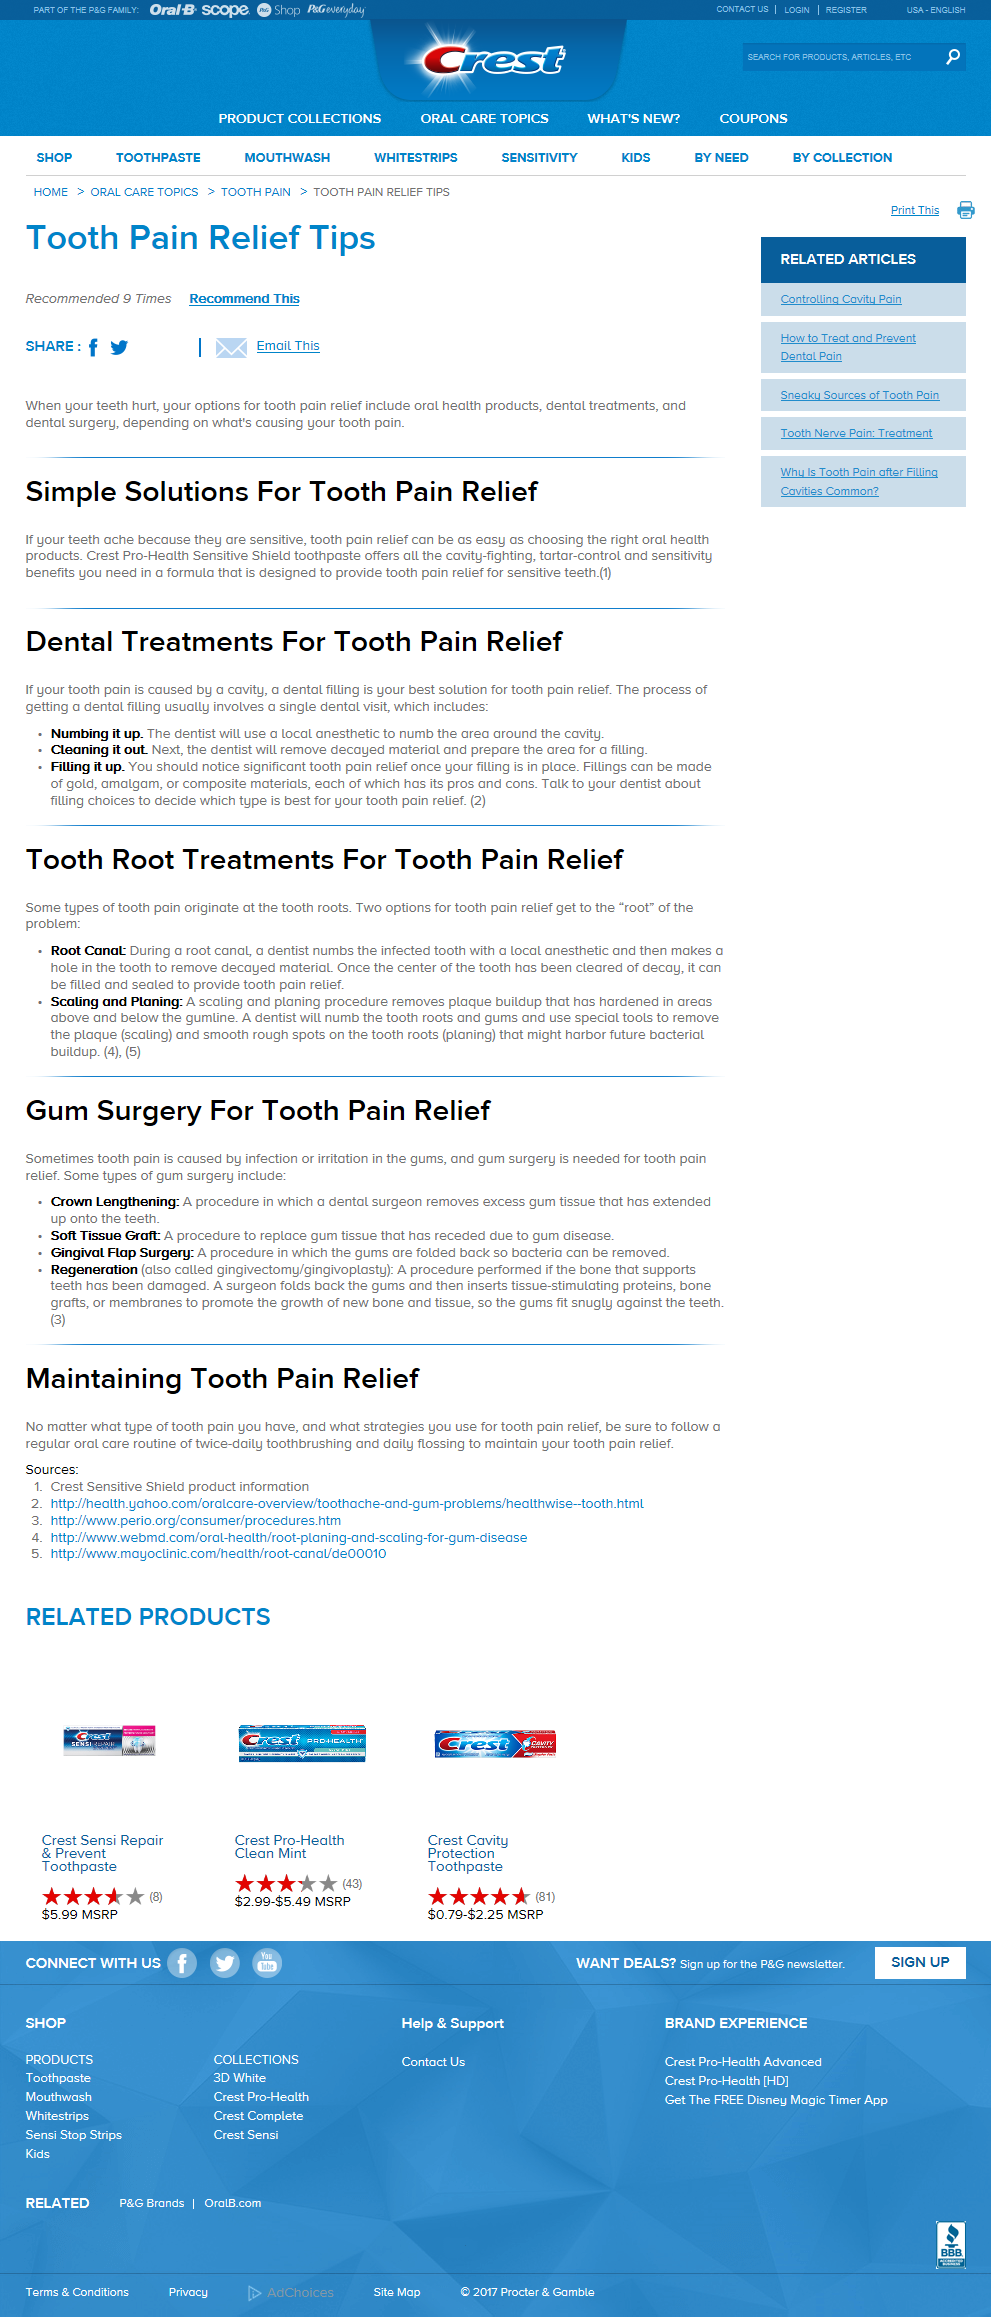 PART OF THE P&G FAMILY: Oral-B scope. P&G Shop P&G everyday
CONTACT US | LOGIN | REGISTER USA - ENGLISH
Crest
SEARCH FOR PRODUCTS, ARTICLES, ETC
PRODUCT COLLECTIONS ORAL CARE TOPICS WHAT'S NEW? COUPONS
SHOP TOOTHPASTE MOUTHWASH WHITESTRIPS SENSITIVITY KIDS BY NEED BY COLLECTION
HOME > ORAL CARE TOPICS > TOOTH PAIN > TOOTH PAIN RELIEF TIPS
Print This
Tooth Pain Relief Tips
Recommended 9 Times Recommend This
SHARE : | Email This
RELATED ARTICLES
Controlling Cavity Pain
How to Treat and Prevent
Dental Pain
Sneaky Sources of Tooth Pain
Tooth Nerve Pain: Treatment
Why Is Tooth Pain after Filling
Cavities Common?
When your teeth hurt, your options for tooth pain relief include oral health products, dental treatments, and
dental surgery, depending on what's causing your tooth pain.
Simple Solutions For Tooth Pain Relief
If your teeth ache because they are sensitive, tooth pain relief can be as easy as choosing the right oral health
products. Crest Pro-Health Sensitive Shield toothpaste offers all the cavity-fighting, tartar-control and sensitivity
benefits you need in a formula that is designed to provide tooth pain relief for sensitive teeth.(1)
Dental Treatments For Tooth Pain Relief
If your tooth pain is caused by a cavity, a dental filling is your best solution for tooth pain relief. The process of
getting a dental filling usually involves a single dental visit, which includes:
• Numbing it up. The dentist will use a local anesthetic to numb the area around the cavity.
• Cleaning it out. Next, the dentist will remove decayed material and prepare the area for a filling.
• Filling it up. You should notice significant tooth pain relief once your filling is in place. Fillings can be made
of gold, amalgam, or composite materials, each of which has its pros and cons. Talk to your dentist about
filling choices to decide which type is best for your tooth pain relief. (2)
Tooth Root Treatments For Tooth Pain Relief
Some types of tooth pain originate at the tooth roots. Two options for tooth pain relief get to the “root” of the
problem:
• Root Canal: During a root canal, a dentist numbs the infected tooth with a local anesthetic and then makes a
hole in the tooth to remove decayed material. Once the center of the tooth has been cleared of decay, it can
be filled and sealed to provide tooth pain relief.
• Scaling and Planing: A scaling and planing procedure removes plaque buildup that has hardened in areas
above and below the gumline. A dentist will numb the tooth roots and gums and use special tools to remove
the plaque (scaling) and smooth rough spots on the tooth roots (planing) that might harbor future bacterial
buildup. (4), (5)
Gum Surgery For Tooth Pain Relief
Sometimes tooth pain is caused by infection or irritation in the gums, and gum surgery is needed for tooth pain
relief. Some types of gum surgery include:
• Crown Lengthening: A procedure in which a dental surgeon removes excess gum tissue that has extended
up onto the teeth.
• Soft Tissue Graft: A procedure to replace gum tissue that has receded due to gum disease.
• Gingival Flap Surgery: A procedure in which the gums are folded back so bacteria can be removed.
• Regeneration (also called gingivectomy/gingivoplasty): A procedure performed if the bone that supports
teeth has been damaged. A surgeon folds back the gums and then inserts tissue-stimulating proteins, bone
grafts, or membranes to promote the growth of new bone and tissue, so the gums fit snugly against the teeth.
(3)
Maintaining Tooth Pain Relief
No matter what type of tooth pain you have, and what strategies you use for tooth pain relief, be sure to follow a
regular oral care routine of twice-daily toothbrushing and daily flossing to maintain your tooth pain relief.
Sources:
1. Crest Sensitive Shield product information
2. http://health.yahoo.com/oralcare-overview/toothache-and-gum-problems/healthwise--tooth.html
3. http://www.perio.org/consumer/procedures.htm
4. http://www.webmd.com/oral-health/root-planing-and-scaling-for-gum-disease
5. http://www.mayoclinic.com/health/root-canal/de00010
RELATED PRODUCTS
Crest SENSI REPAIR
Crest PRO-HEALTH
Crest CAVITY
Crest Sensi Repair
& Prevent
Toothpaste
(8)
$5.99 MSRP
Crest Pro-Health
Clean Mint
(43)
$2.99-$5.49 MSRP
Crest Cavity
Protection
Toothpaste
(81)
$0.79-$2.25 MSRP
CONNECT WITH US You Tube WANT DEALS? Sign up for the P&G newsletter. SIGN UP
SHOP
PRODUCTS
Toothpaste
Mouthwash
Whitestrips
Sensi Stop Strips
Kids
COLLECTIONS
3D White
Crest Pro-Health
Crest Complete
Crest Sensi
Help & Support
Contact Us
BRAND EXPERIENCE
Crest Pro-Health Advanced
Crest Pro-Health [HD]
Get The FREE Disney Magic Timer App
RELATED P&G Brands | OralB.com
BBB
Terms & Conditions Privacy AdChoices Site Map © 2017 Procter & Gamble